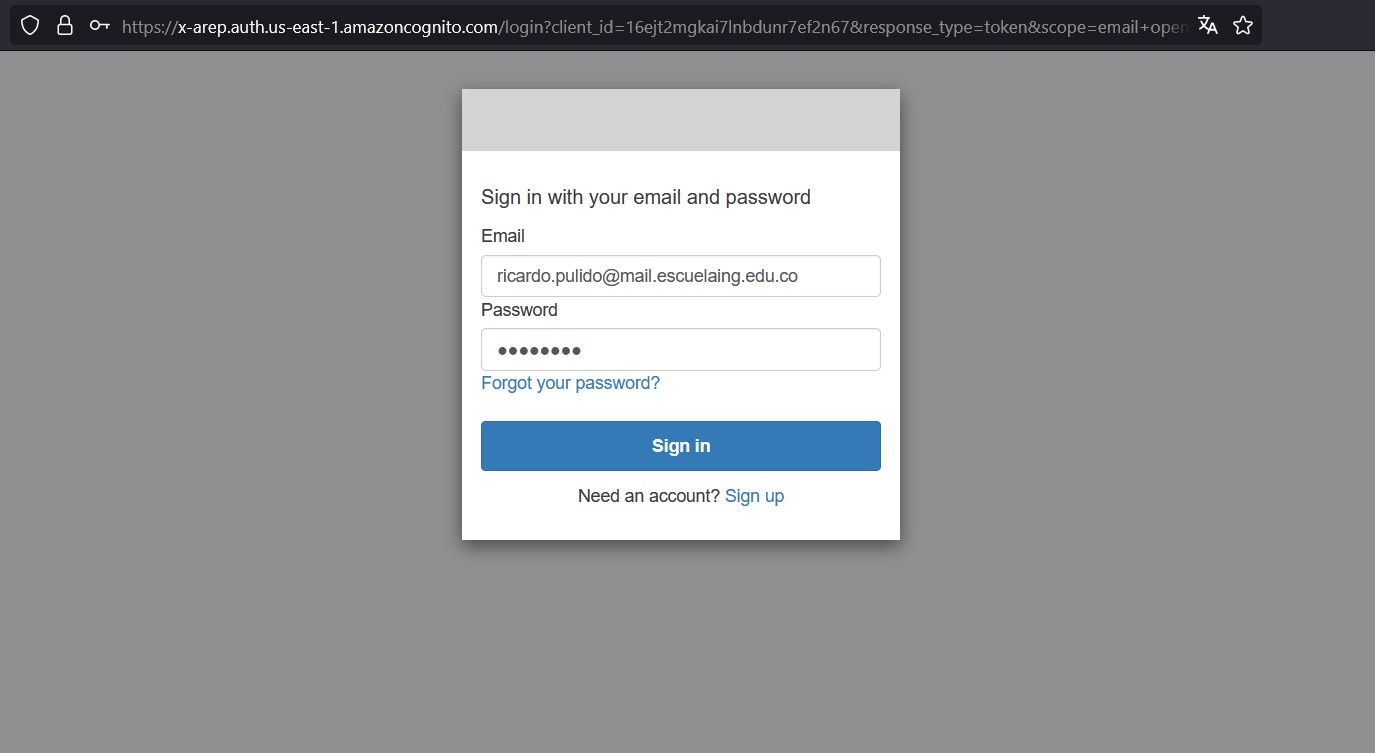 https://x-arep.auth.us-east-1.amazoncognito.com/login?client_id=16ejt2mgkai7lnbdunr7ef2n67&response_type=token&scope=email+open
Sign in with your email and password
Email
ricardo.pulido@mail.escuelaing.edu.co
Password
●●●●●●●●
Forgot your password?
Sign in
Need an account? Sign up